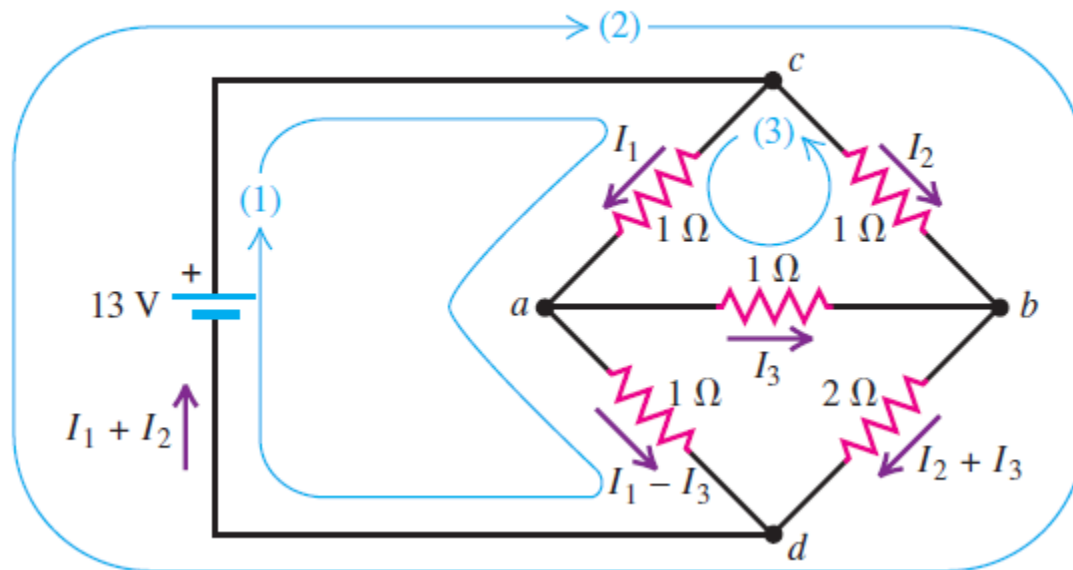 (2)
c
(3)
I1
I2
(1)
1 Ω
1 Ω
+
1 Ω
13 V
a
b
I3
1 Ω
2 Ω
I1 + I2
I1 − I3
I2 + I3
d